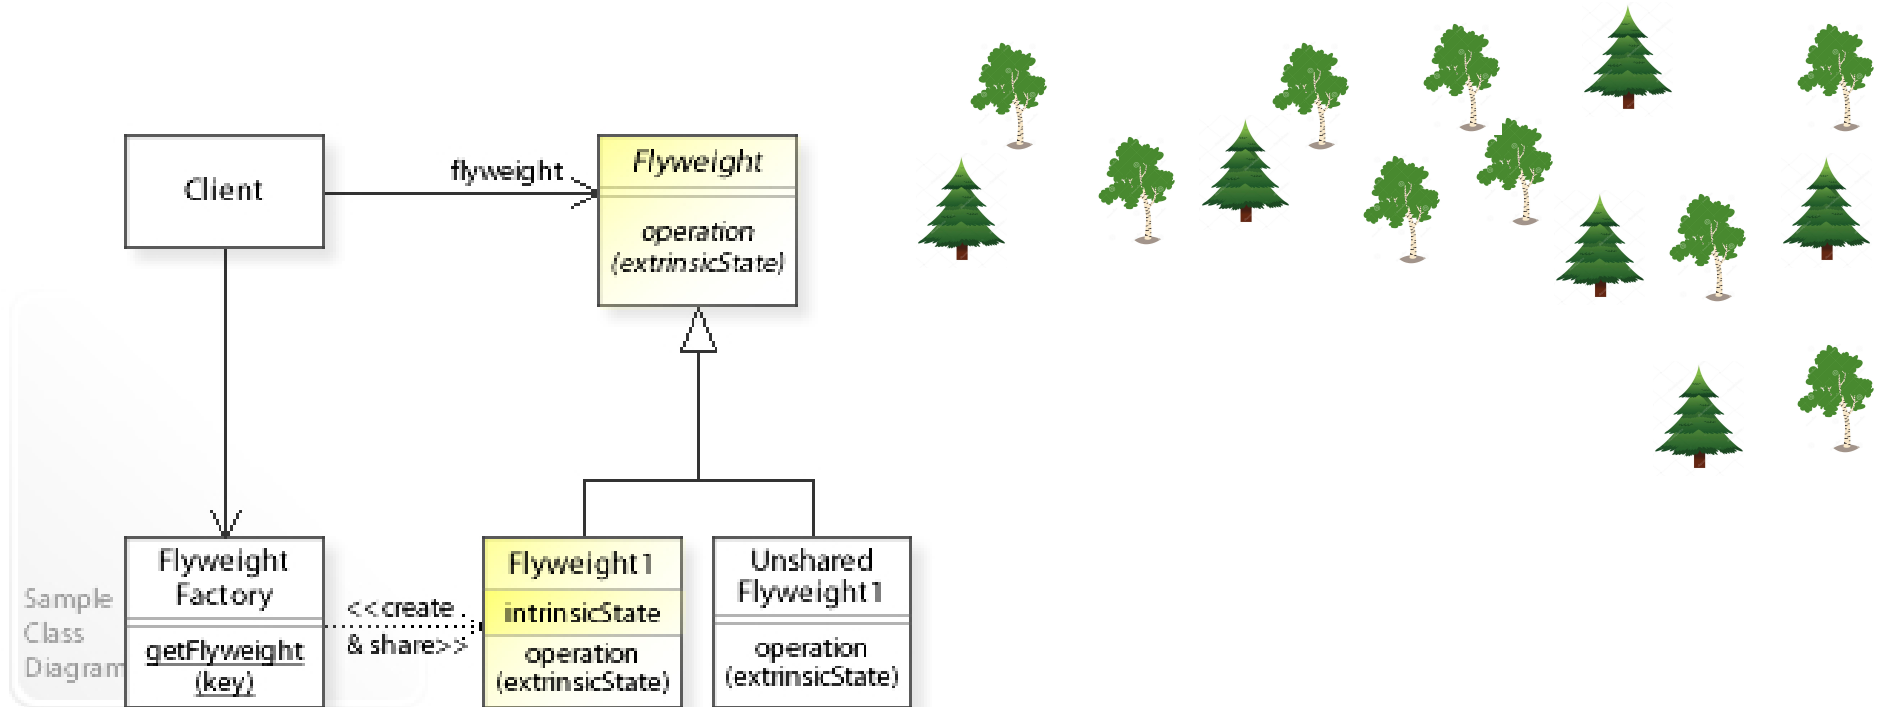 Client
flyweight
Flyweight
operation
(extrinsicState)
Flyweight
Factory
getFlyweight
(key)
<<create
& share>>
Flyweight1
intrinsicState
operation
(extrinsicState)
Unshared
Flyweight1
operation
(extrinsicState)
Sample
Class
Diagram